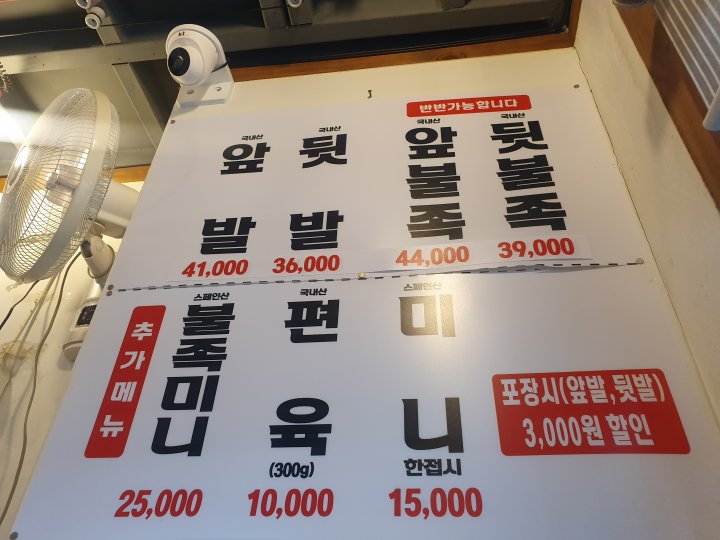 반반가능합니다
국내산
앞발
41,000
국내산
뒷발
36,000
국내산
앞불족
44,000
국내산
뒷불족
39,000
추가메뉴
스페인산
불족미니
25,000
국내산
편육
(300g)
10,000
스페인산
미니
한접시
15,000
포장시(앞발,뒷발)
3,000원 할인